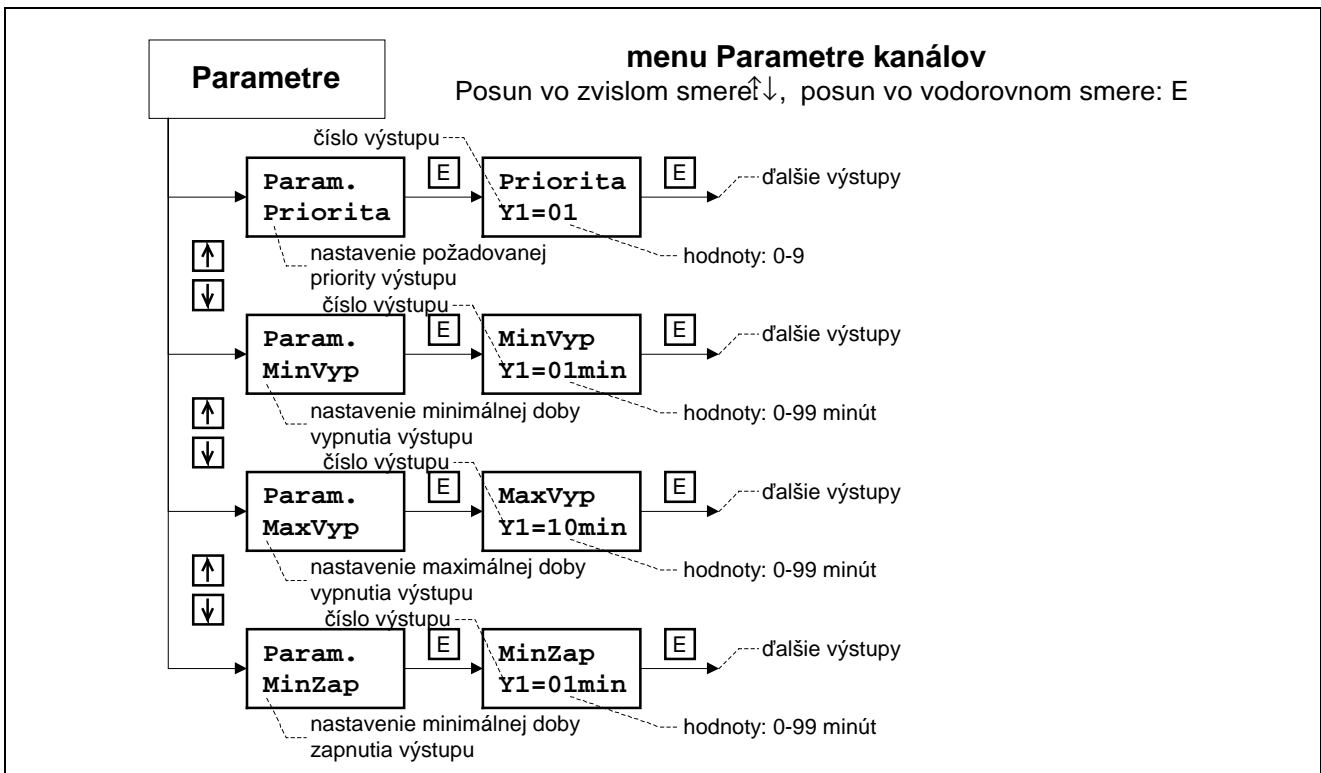 Parametre
menu Parametre kanálov
Posun vo zvislom smere:↑↓, posun vo vodorovnom smere: E
číslo výstupu
Param.
Priorita
E
Priorita
Y1=01
E
ďalšie výstupy
nastavenie požadovanej
priority výstupu
hodnoty: 0-9
↑
↓
číslo výstupu
Param.
MinVyp
E
MinVyp
Y1=01min
E
ďalšie výstupy
nastavenie minimálnej doby
vypnutia výstupu
hodnoty: 0-99 minút
↑
↓
číslo výstupu
Param.
MaxVyp
E
MaxVyp
Y1=10min
E
ďalšie výstupy
nastavenie maximálnej doby
vypnutia výstupu
hodnoty: 0-99 minút
↑
↓
číslo výstupu
Param.
MinZap
E
MinZap
Y1=01min
E
ďalšie výstupy
nastavenie minimálnej doby
zapnutia výstupu
hodnoty: 0-99 minút